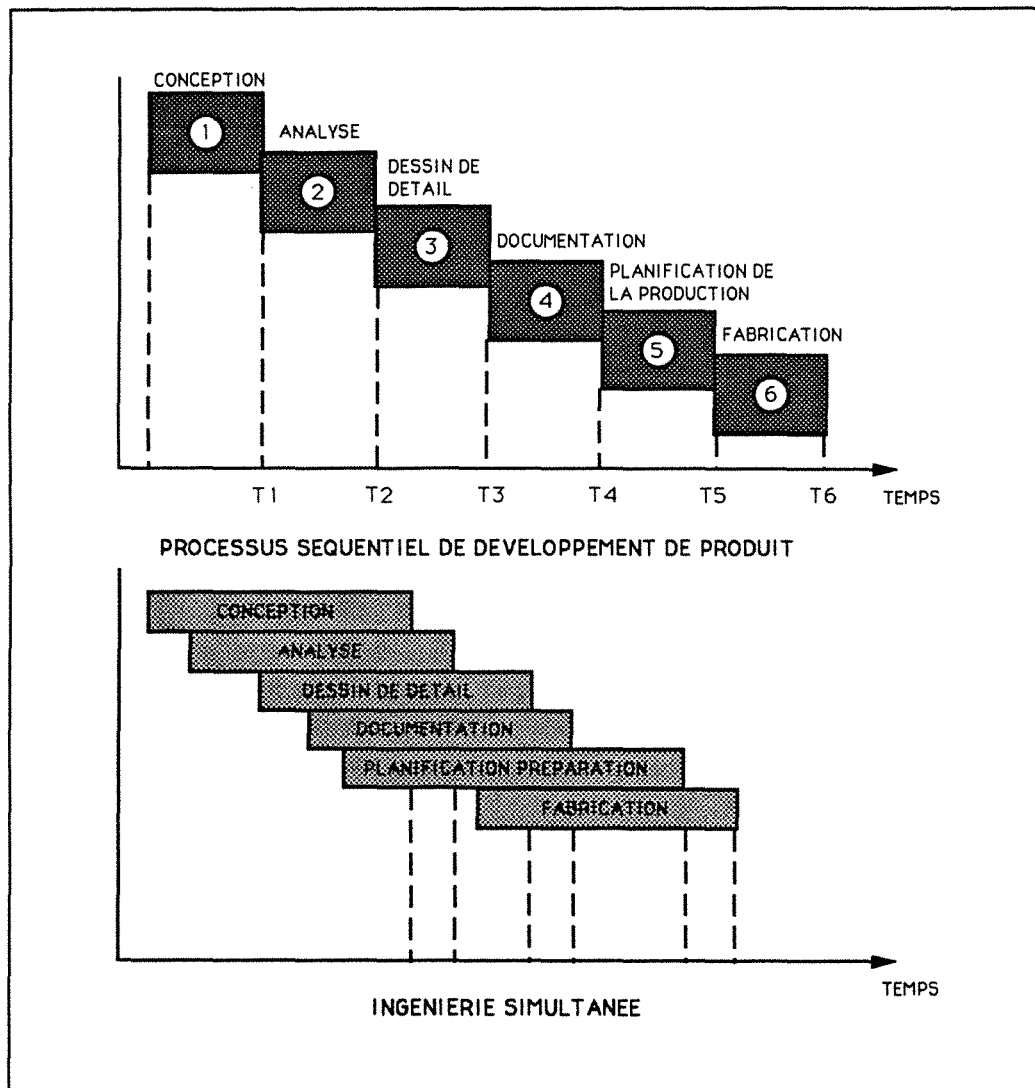 CONCEPTION
1
ANALYSE
2
DESSIN DE
DETAIL
3
DOCUMENTATION
4
PLANIFICATION DE
LA PRODUCTION
5
FABRICATION
6
T1 T2 T3 T4 T5 T6 TEMPS
PROCESSUS SEQUENTIEL DE DEVELOPPEMENT DE PRODUIT
CONCEPTION
ANALYSE
DESSIN DE DETAIL
DOCUMENTATION
PLANIFICATION PREPARATION
FABRICATION
TEMPS
INGENIERIE SIMULTANEE